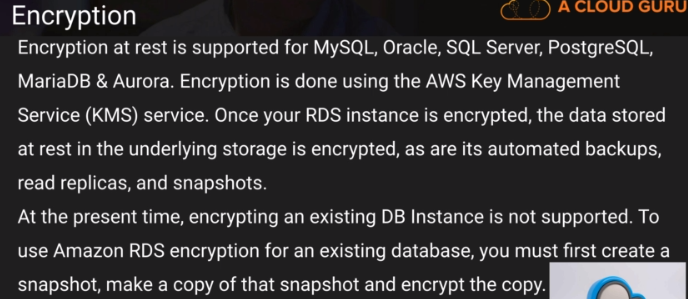 Encryption
A CLOUD GURU
Encryption at rest is supported for MySQL, Oracle, SQL Server, PostgreSQL,
MariaDB & Aurora. Encryption is done using the AWS Key Management
Service (KMS) service. Once your RDS instance is encrypted, the data stored
at rest in the underlying storage is encrypted, as are its automated backups,
read replicas, and snapshots.
At the present time, encrypting an existing DB Instance is not supported. To
use Amazon RDS encryption for an existing database, you must first create a
snapshot, make a copy of that snapshot and encrypt the copy.